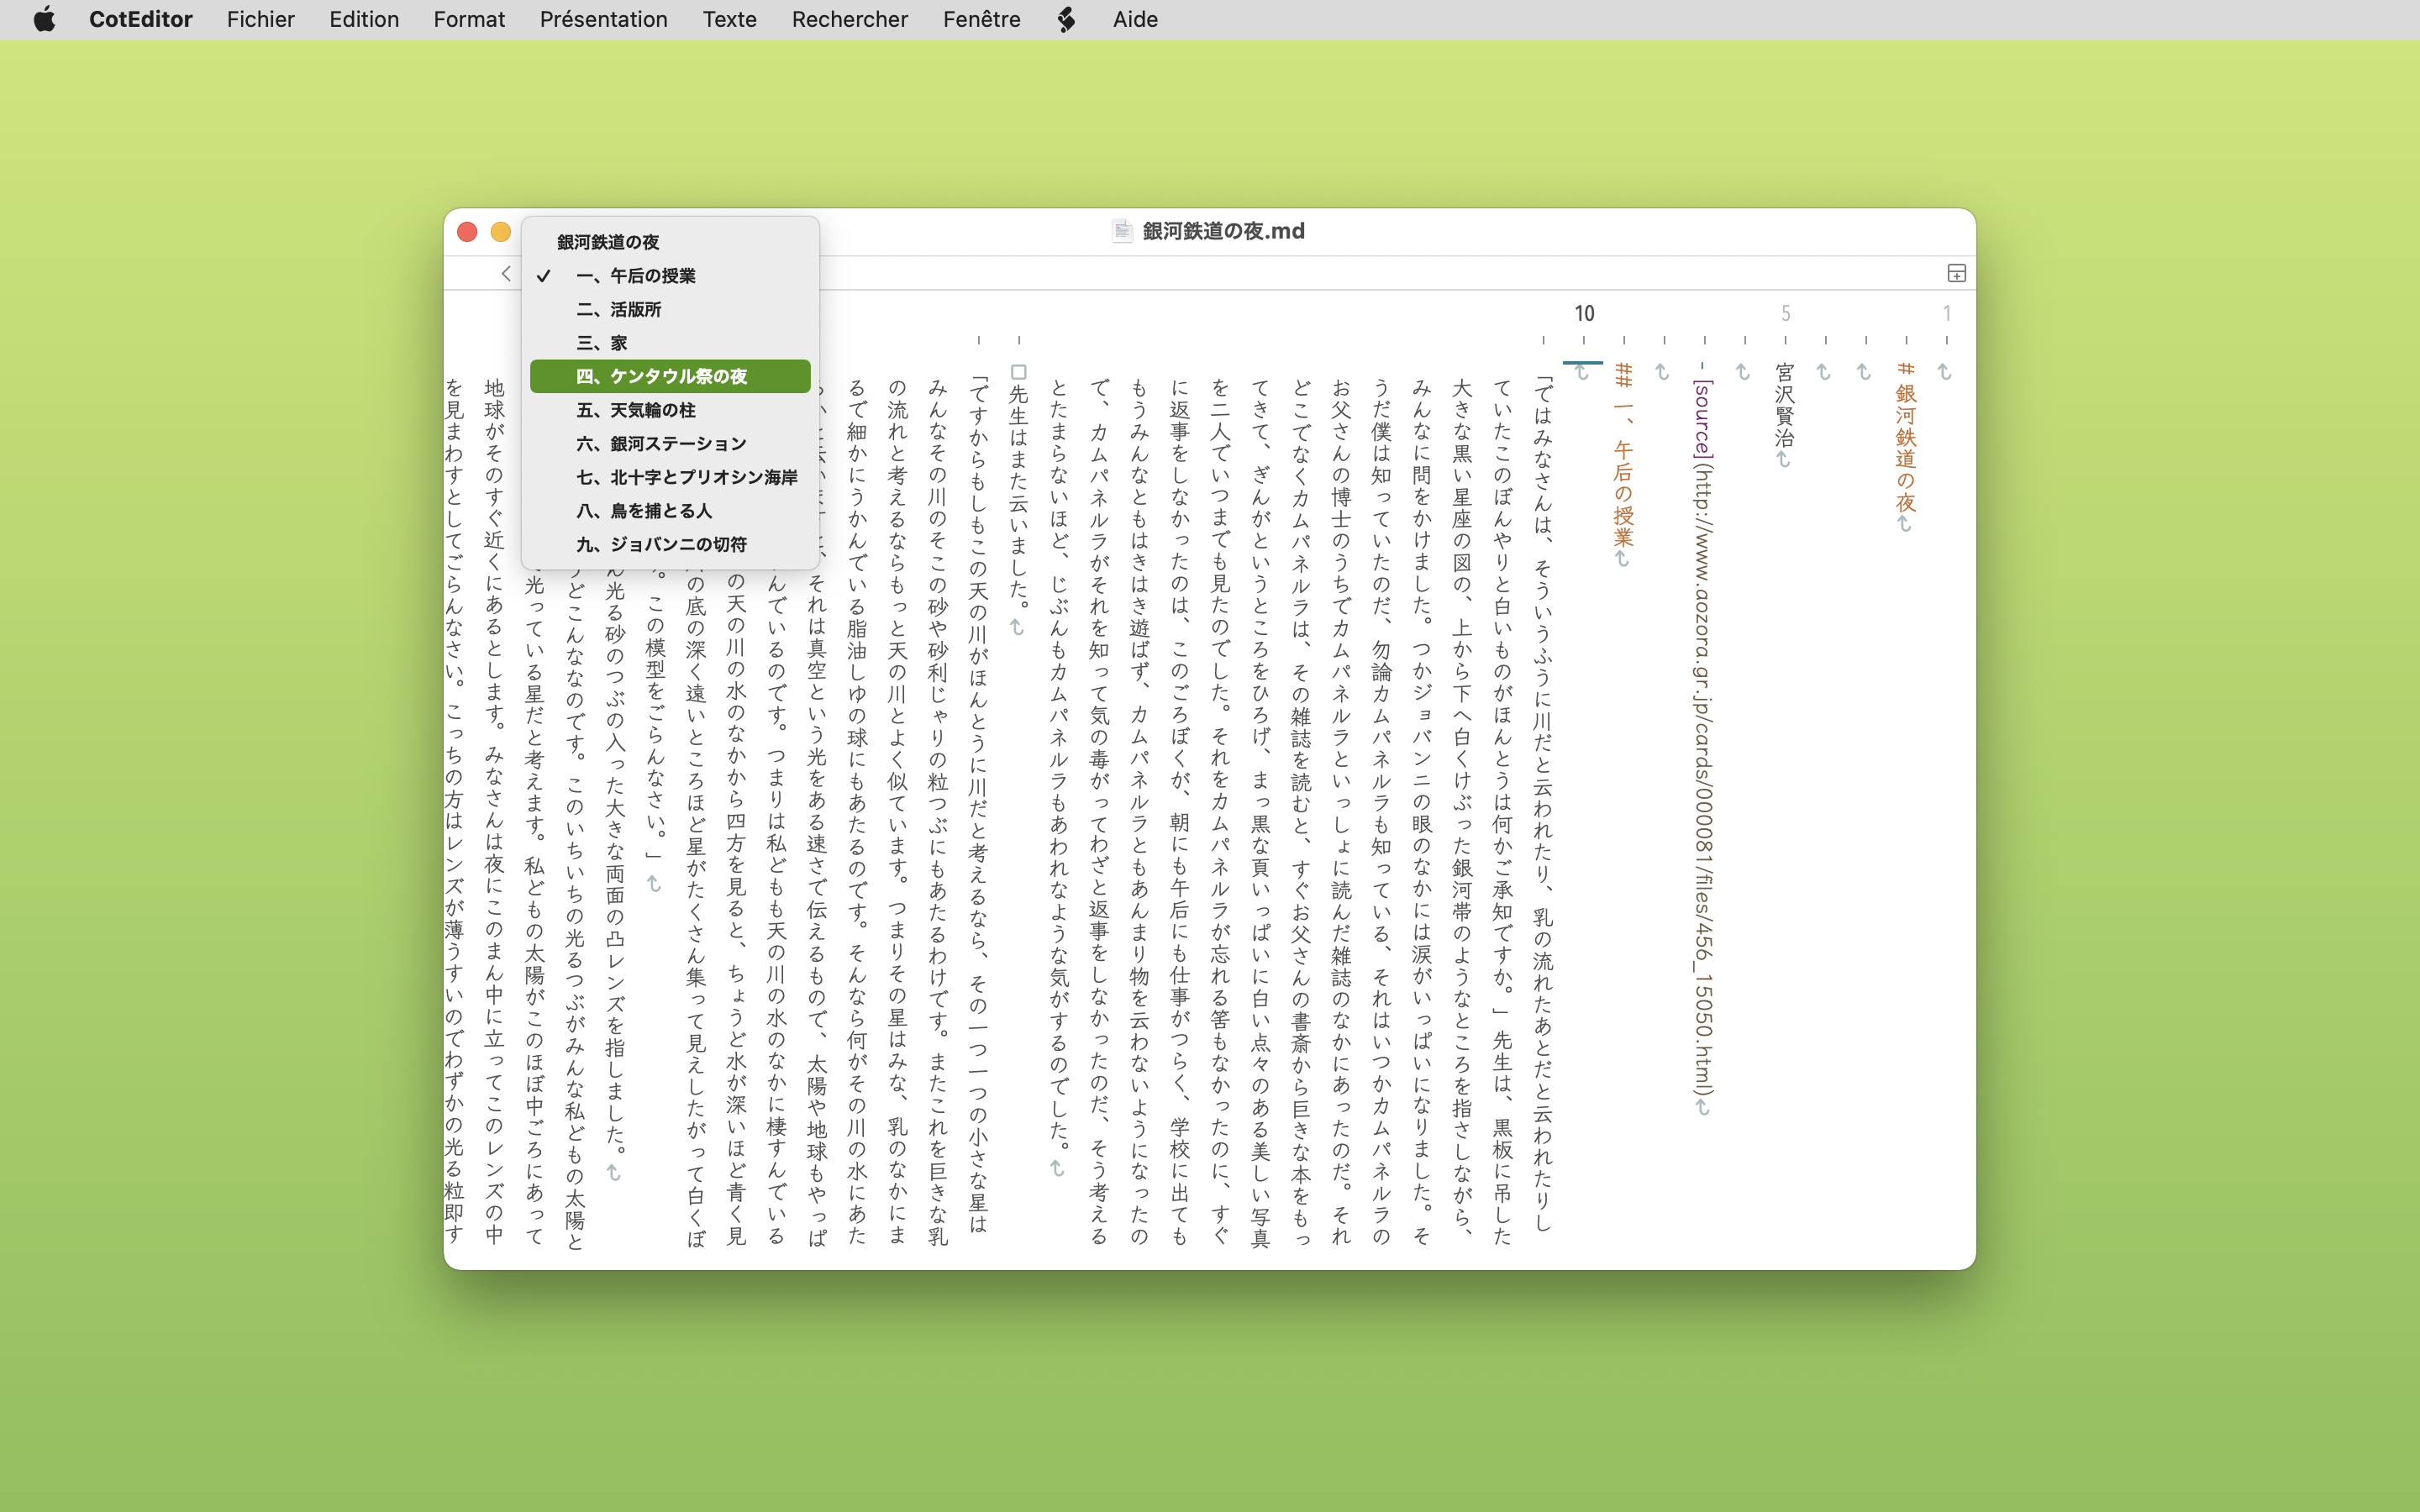 CotEditor Fichier Edition Format Présentation Texte Rechercher Fenêtre Aide
銀河鉄道の夜.md
銀河鉄道の夜
✓ 一、午后の授業
二、活版所
三、家
四、ケンタウル祭の夜
五、天気輪の柱
六、銀河ステーション
七、北十字とプリオシン海岸
八、鳥を捕とる人
九、ジョバンニの切符
1
5
10
# 銀河鉄道の夜
宮沢賢治
- [source](http://www.aozora.gr.jp/cards/000081/files/456_15050.html)
## 一、午后の授業
「ではみなさんは、そういうふうに川だと云われたり、乳の流れたあとだと云われたりし
ていたこのぼんやりと白いものがほんとうは何かご承知ですか。」先生は、黒板に吊した
大きな黒い星座の図の、上から下へ白くけぶった銀河帯のようなところを指さしながら、
みんなに問をかけました。つかジョバンニの眼のなかには涙がいっぱいになりました。そ
うだ僕は知っていたのだ、勿論カムパネルラも知っている、それはいつかカムパネルラの
お父さんの博士のうちでカムパネルラといっしょに読んだ雑誌のなかにあったのだ。それ
どこでなくカムパネルラは、その雑誌を読むと、すぐお父さんの書斎から巨きな本をもっ
てきて、ぎんがというところをひろげ、まっ黒な頁いっぱいに白い点々のある美しい写真
を二人でいつまでも見たのでした。それをカムパネルラが忘れる筈もなかったのに、すぐ
に返事をしなかったのは、このごろぼくが、朝にも午后にも仕事がつらく、学校に出ても
もうみんなともはきはき遊ばず、カムパネルラともあんまり物を云わないようになったの
で、カムパネルラがそれを知って気の毒がってわざと返事をしなかったのだ、そう考える
とたまらないほど、じぶんもカムパネルラもあわれなような気がするのでした。
先生はまた云いました。
「ですからもしもこの天の川がほんとうに川だと考えるなら、その一つ一つの小さな星は
みんなその川のそこの砂や砂利じゃりの粒つぶにもあたるわけです。またこれを巨きな乳
の流れと考えるならもっと天の川とよく似ています。つまりその星はみな、乳のなかにま
るで細かにうかんでいる脂油しゆの球にもあたるのです。そんなら何がその川の水にあた
それは真空という光をある速さで伝えるもので、太陽や地球もやっぱ
んでいるのです。つまりは私どもも天の川の水のなかに棲すんでいる
の天の川の水のなかから四方を見ると、ちょうど水が深いほど青く見
の底の深く遠いところほど星がたくさん集って見えしたがって白くぼ
。この模型をごらんなさい。」
ん光る砂のつぶの入った大きな両面の凸レンズを指しました。
どこんななのです。このいちいちの光るつぶがみんな私どもの太陽と
光っている星だと考えます。私どもの太陽がこのほぼ中ごろにあって
地球がそのすぐ近くにあるとします。みなさんは夜にこのまん中に立ってこのレンズの中
を見まわすとしてごらんなさい。こっちの方はレンズが薄うすいのでわずかの光る粒即す